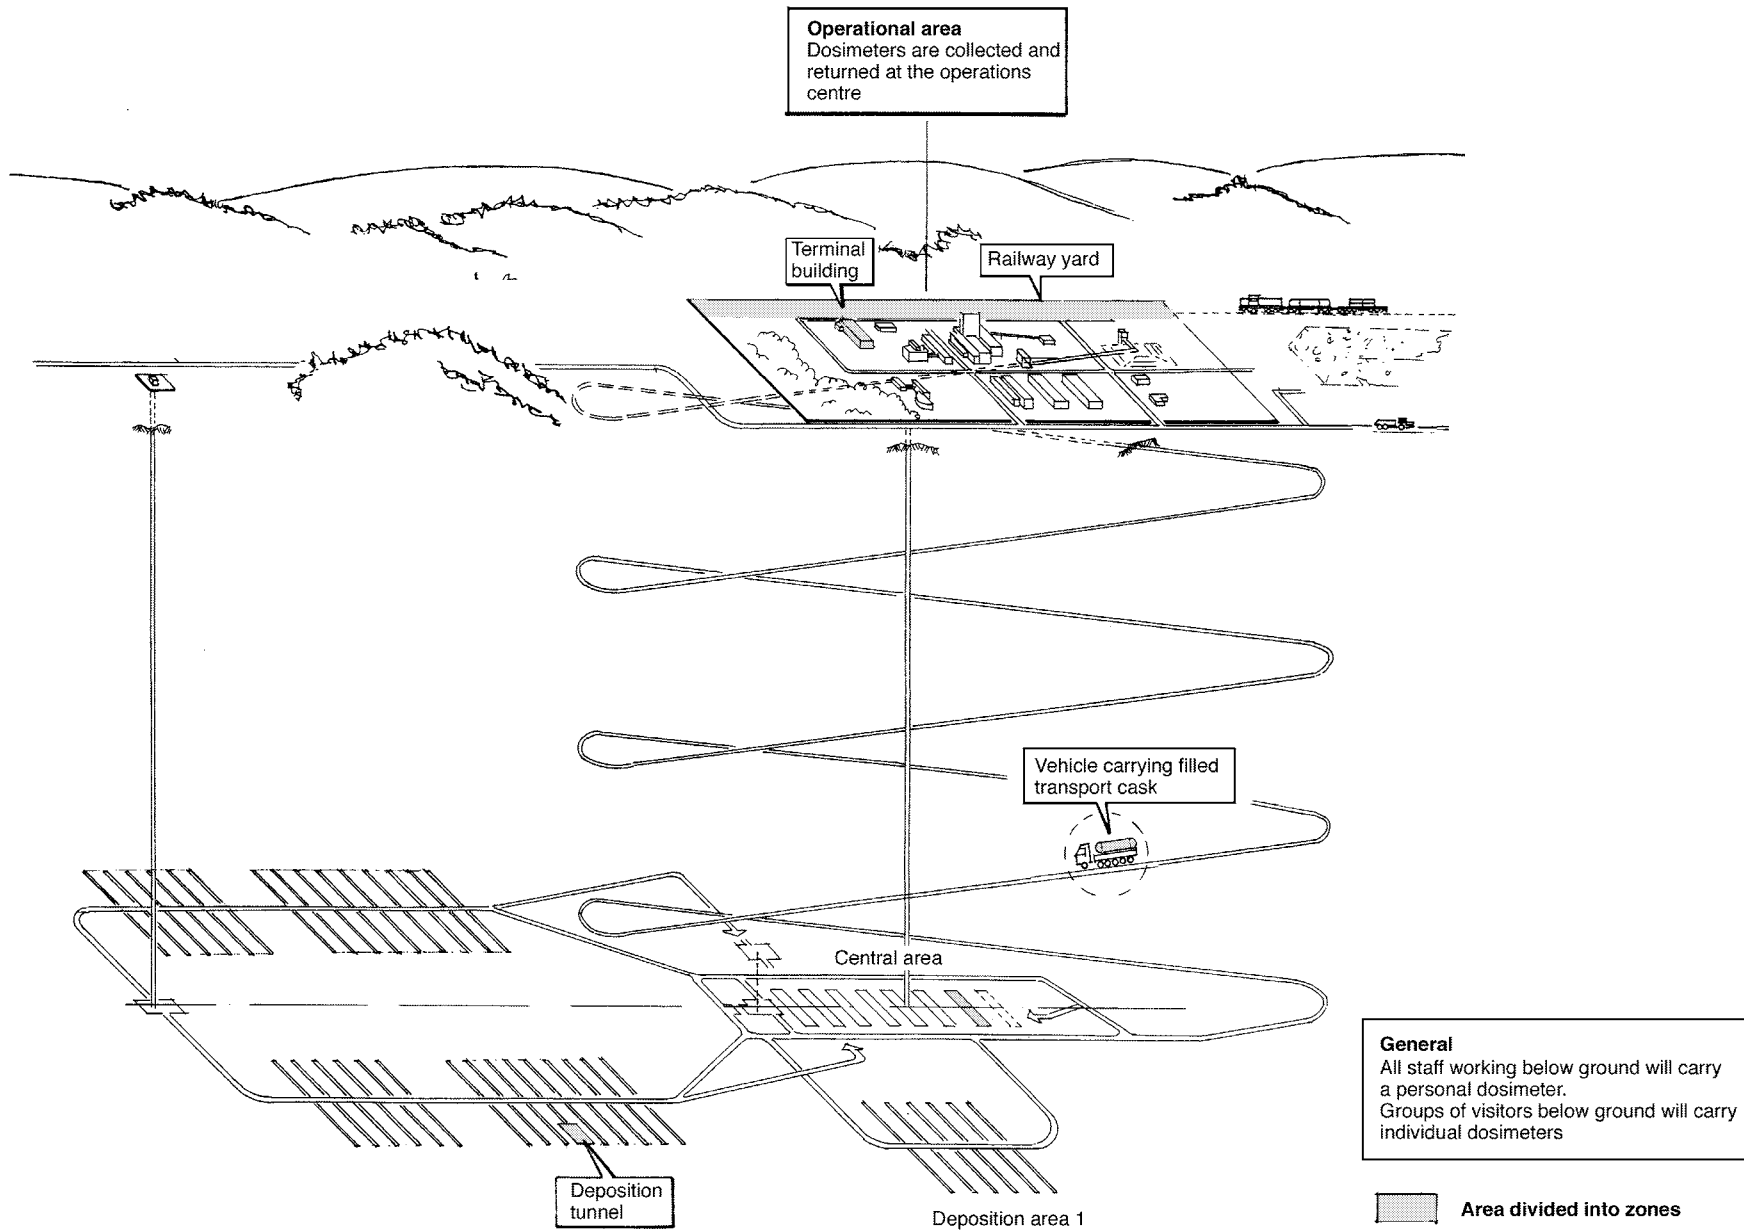 Operational area
Dosimeters are collected and
returned at the operations
centre
Terminal
building
Railway yard
Vehicle carrying filled
transport cask
Central area
General
All staff working below ground will carry
a personal dosimeter.
Groups of visitors below ground will carry
individual dosimeters
Deposition
tunnel
Deposition area 1
Area divided into zones